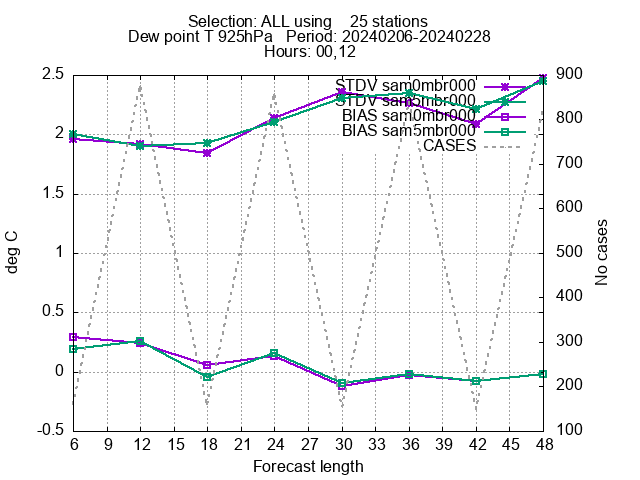 Selection: ALL using    25 stations
Dew point T 925hPa   Period: 20240206-20240228
Hours: 00,12
STDV sam0mbr000
STDV sam5mbr000
BIAS sam0mbr000
BIAS sam5mbr000
CASES
deg C
2.5
2
1.5
1
0.5
0
-0.5
No cases
900
800
700
600
500
400
300
200
100
6 9 12 15 18 21 24 27 30 33 36 39 42 45 48
Forecast length